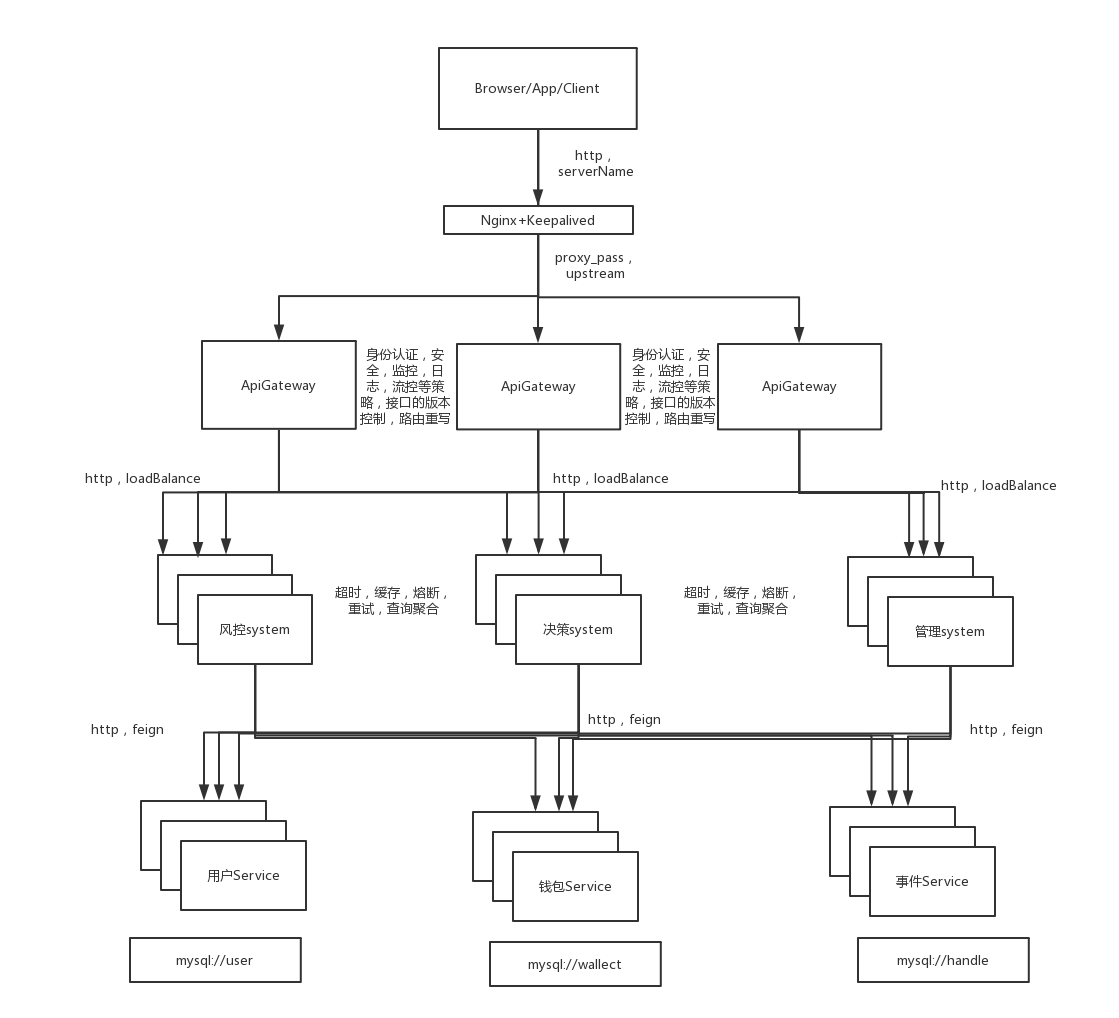 Browser/App/Client
http，
serverName
Nginx+Keepalived
proxy_pass，
upstream
ApiGateway
身份认证，安
全，监控，日
志，流控等策
略，接口的版本
控制，路由重写
ApiGateway
身份认证，安
全，监控，日
志，流控等策
略，接口的版本
控制，路由重写
ApiGateway
http，loadBalance
http，loadBalance
http，loadBalance
风控system
超时，缓存，熔断，
重试，查询聚合
决策system
超时，缓存，熔断，
重试，查询聚合
管理system
http，feign
http，feign
http，feign
用户Service
钱包Service
事件Service
mysql://user
mysql://wallect
mysql://handle